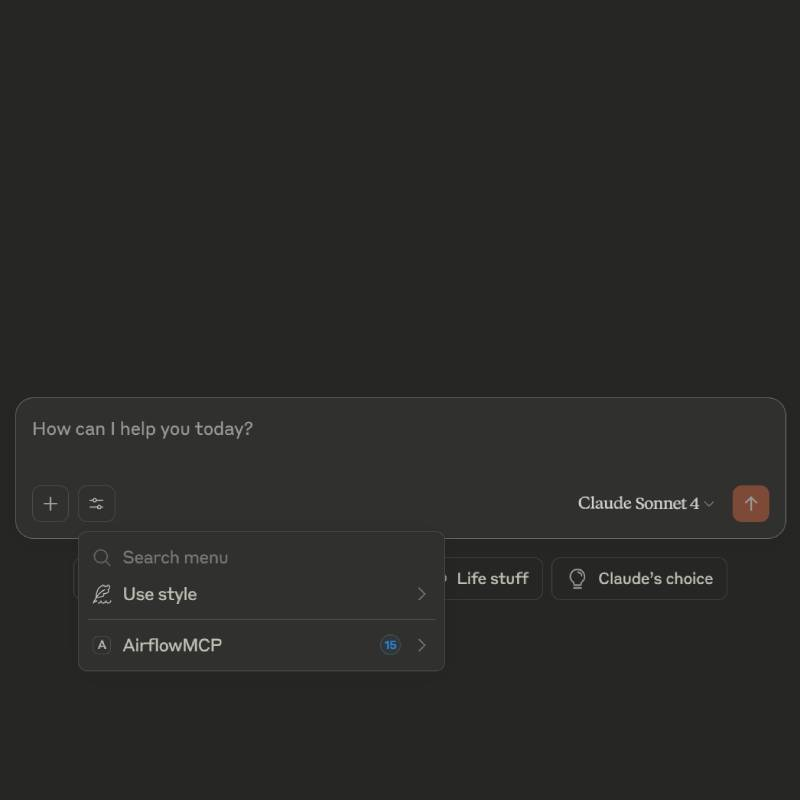 How can I help you today?
Claude Sonnet 4
Search menu
Use style
Life stuff
Claude's choice
A AirflowMCP 15